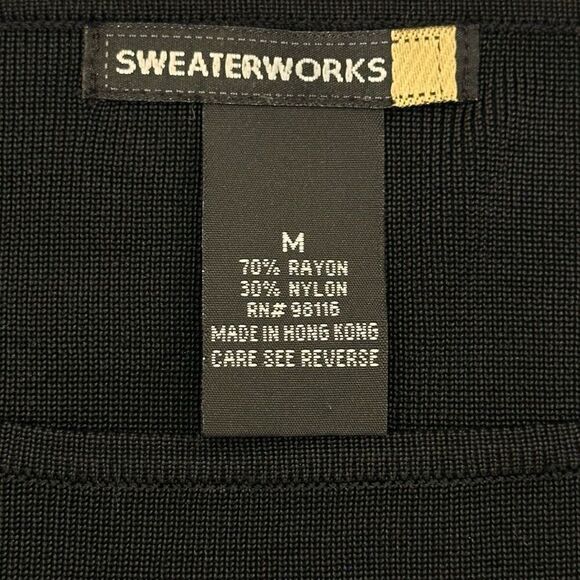 SWEATERWORKS
M
70% RAYON
30% NYLON
RN# 98116
MADE IN HONG KONG
CARE SEE REVERSE